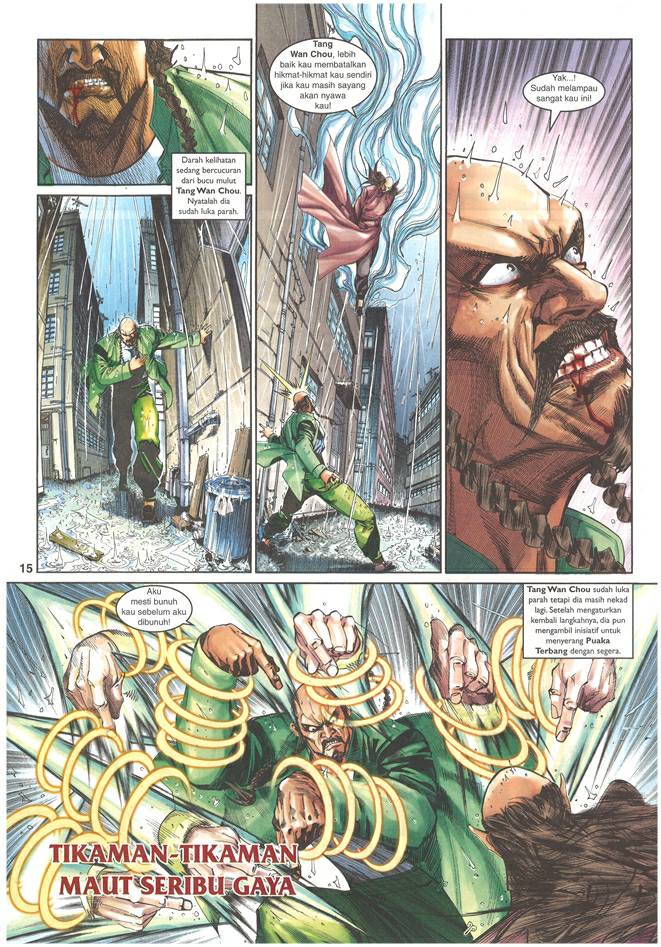 Darah kelihatan
sedang bercucuran
dari bucu mulut
Tang Wan Chou.
Nyatalah dia
sudah luka parah.
Tang
Wan Chou, lebih
baik kau membatalkan
hikmat-hikmat kau sendiri
jika kau masih sayang
akan nyawa
kau!
Yak...!
Sudah melampau
sangat kau ini!
15
Aku
mesti bunuh
kau sebelum aku
dibunuh!
Tang Wan Chou sudah luka
parah tetapi dia masih nekad
lagi. Setelah mengaturkan
kembali langkahnya, dia pun
mengambil inisiatif untuk
menyerang Puaka
Terbang dengan segera.
TIKAMAN-TIKAMAN
MAUT SERIBU GAYA